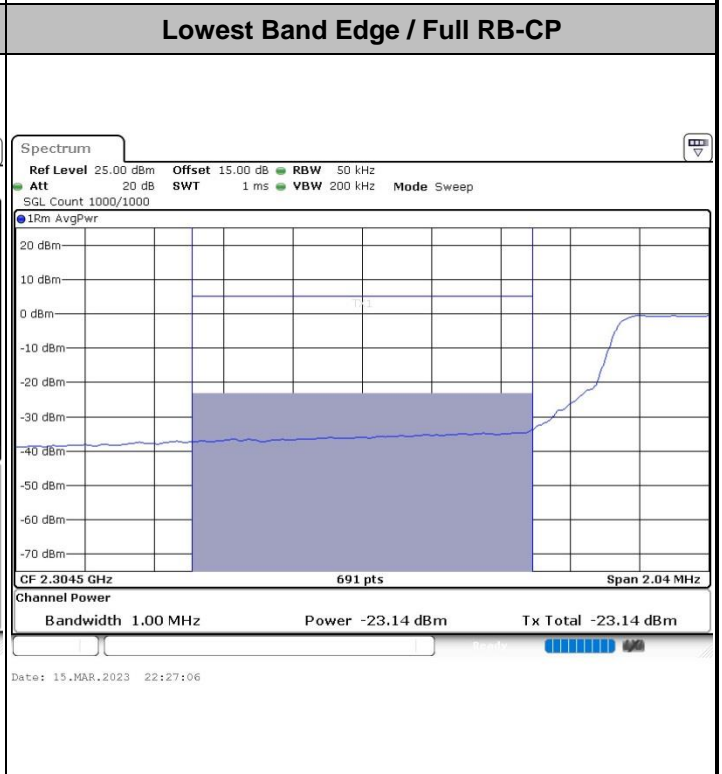 Lowest Band Edge / Full RB-CP
Spectrum
Ref Level 25.00 dBm Offset 15.00 dB RBW 50 kHz
Att 20 dB SWT 1 ms VBW 200 kHz Mode Sweep
SGL Count 1000/1000
1Rm AvgPwr
20 dBm
10 dBm
TX1
0 dBm
-10 dBm
-20 dBm
-30 dBm
-40 dBm
-50 dBm
-60 dBm
-70 dBm
CF 2.3045 GHz 691 pts Span 2.04 MHz
Channel Power
Bandwidth 1.00 MHz Power -23.14 dBm Tx Total -23.14 dBm
Ready
Date: 15.MAR.2023 22:27:06